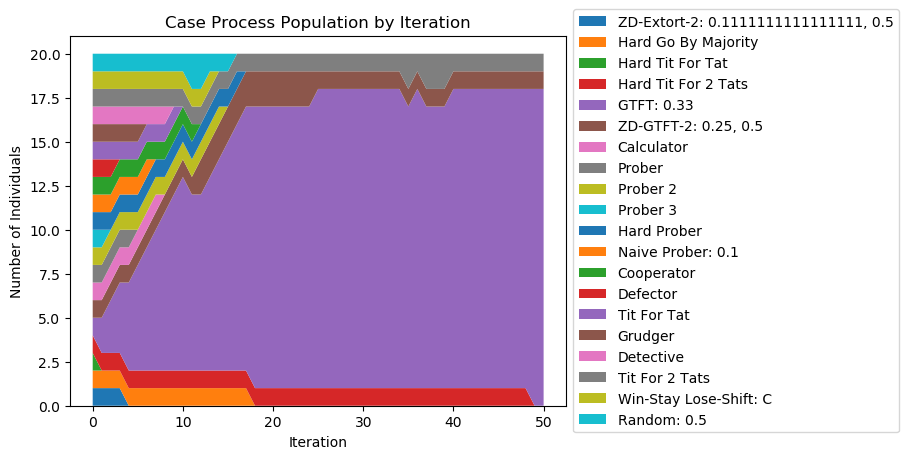 Case Process Population by Iteration
20.0
17.5
15.0
12.5
10.0
7.5
5.0
2.5
0.0
Number of Individuals
0 10 20 30 40 50
Iteration
ZD-Extort-2: 0.1111111111111111, 0.5
Hard Go By Majority
Hard Tit For Tat
Hard Tit For 2 Tats
GTFT: 0.33
ZD-GTFT-2: 0.25, 0.5
Calculator
Prober
Prober 2
Prober 3
Hard Prober
Naive Prober: 0.1
Cooperator
Defector
Tit For Tat
Grudger
Detective
Tit For 2 Tats
Win-Stay Lose-Shift: C
Random: 0.5